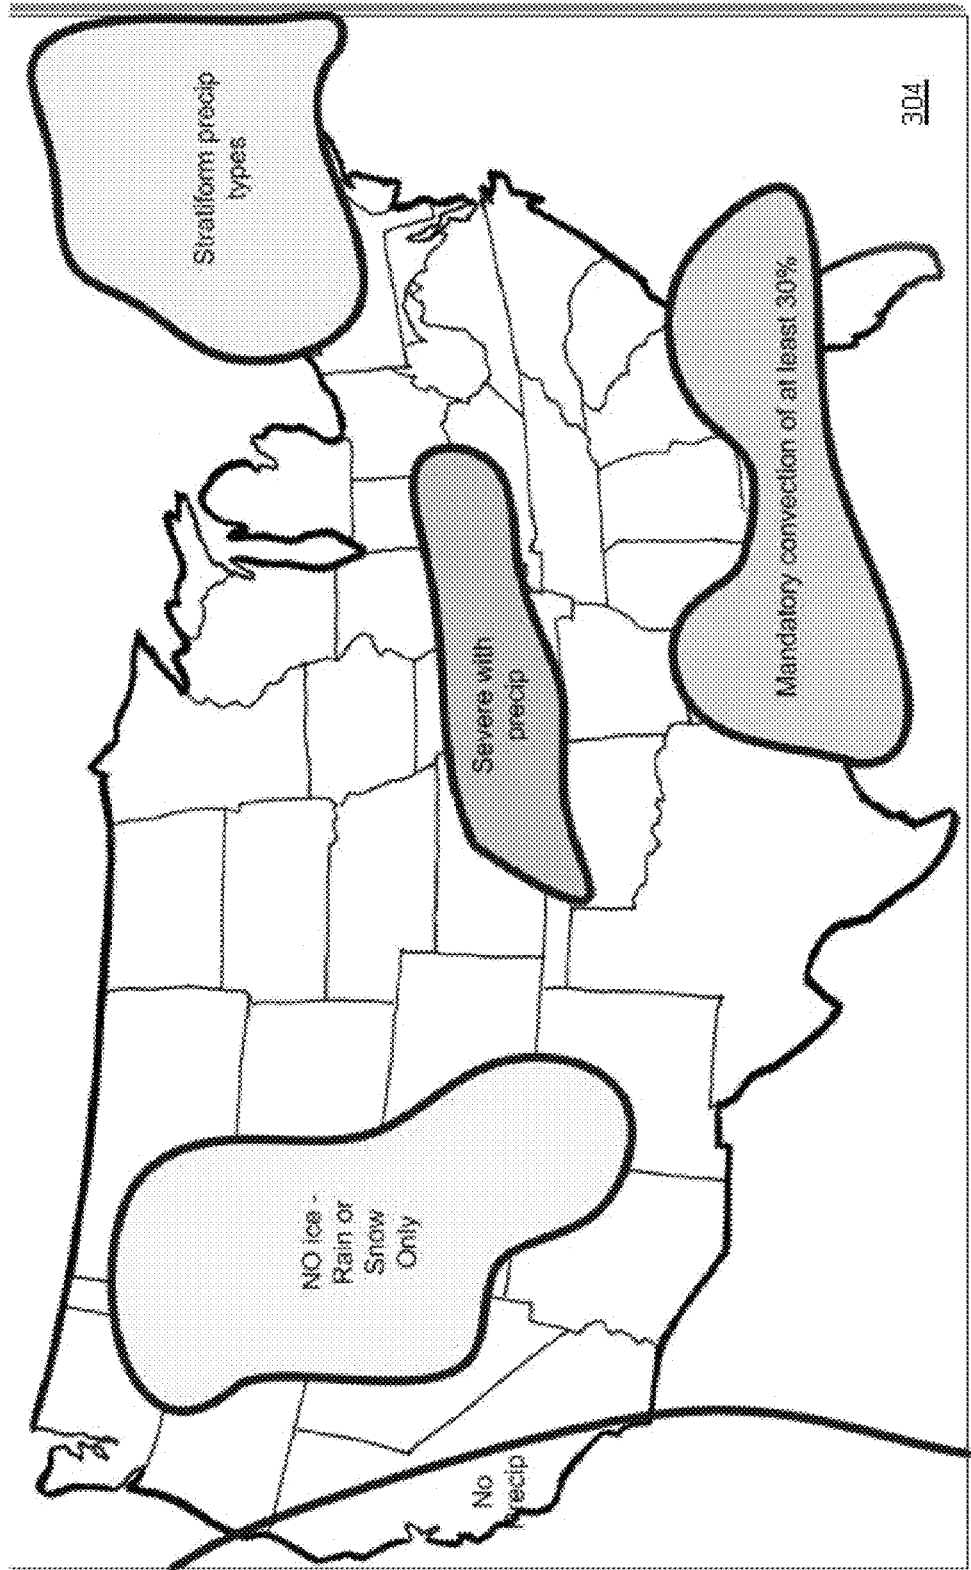 Stratiform precip
types
304
Severe with
precip
Mandatory convection of at least 30%
NO ice -
Rain or
Snow
Only
No
Precip